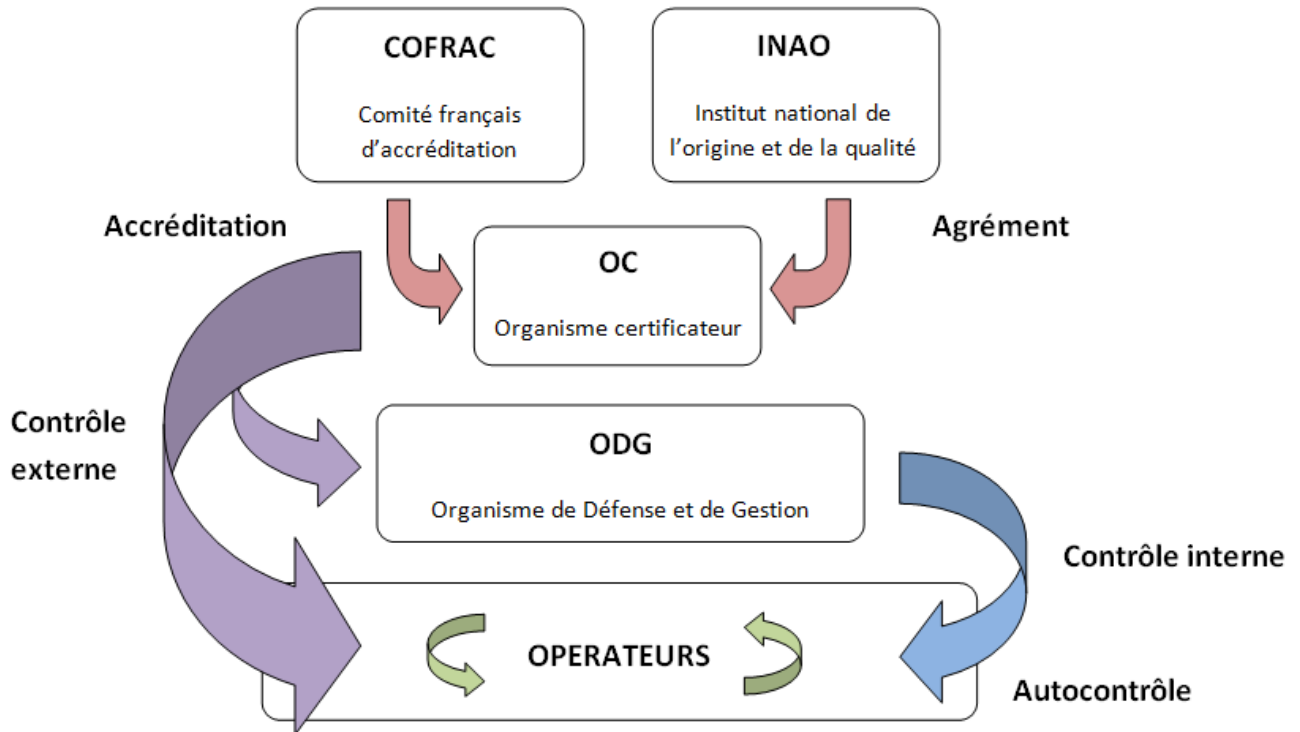 COFRAC
Comité français
d’accréditation
INAO
Institut national de
l’origine et de la qualité
Accréditation
Agrément
OC
Organisme certificateur
Contrôle
externe
ODG
Organisme de Défense et de Gestion
Contrôle interne
OPERATEURS
Autocontrôle